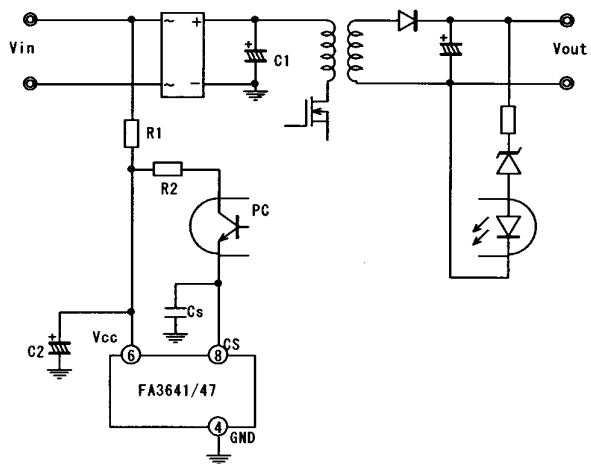 Vin
~
+
+
C1
~
−
+
Vout
R1
R2
PC
Cs
+
C2
Vcc
6
8
CS
FA3641/47
4
GND